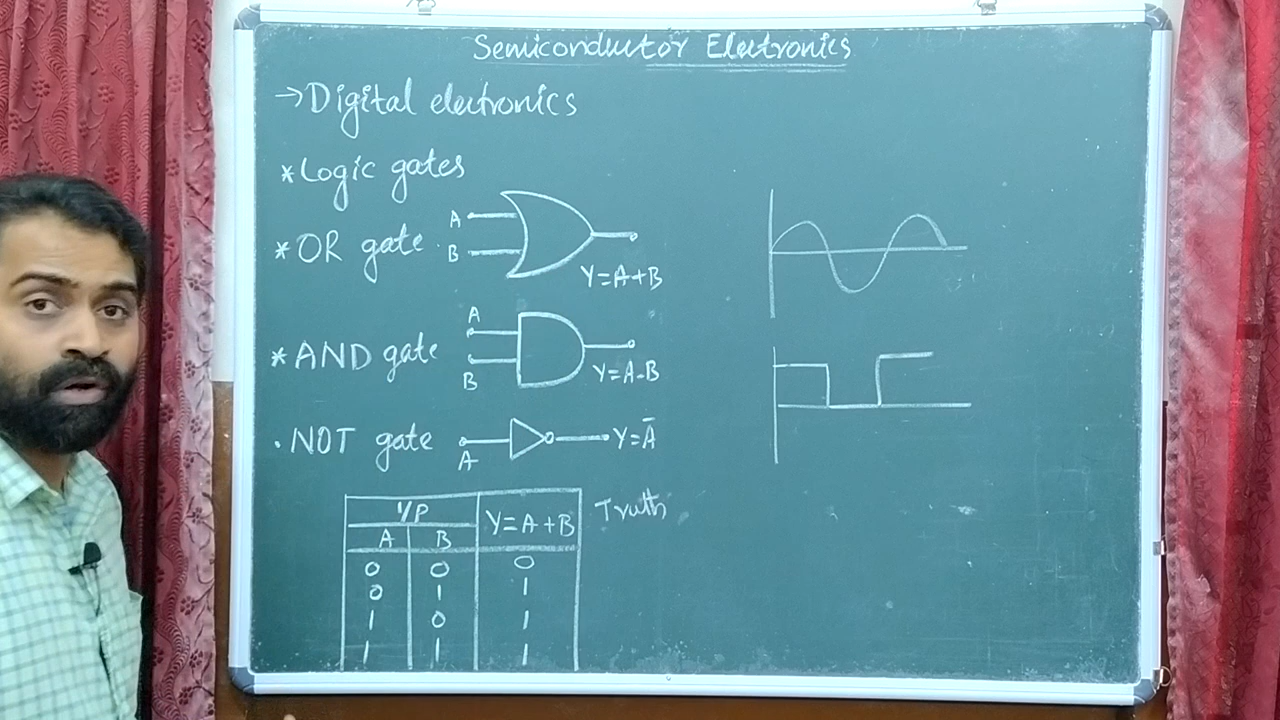 Semiconductor Electronics
→Digital electronics
*Logic gates
*OR gate
A
B
Y=A+B
*AND gate
A
B
Y=A.B
.NOT gate
A
Y=Ā
I/P Y=A+B Truth
A B
0 0 0
0 1 1
1 0 1
1 1 1